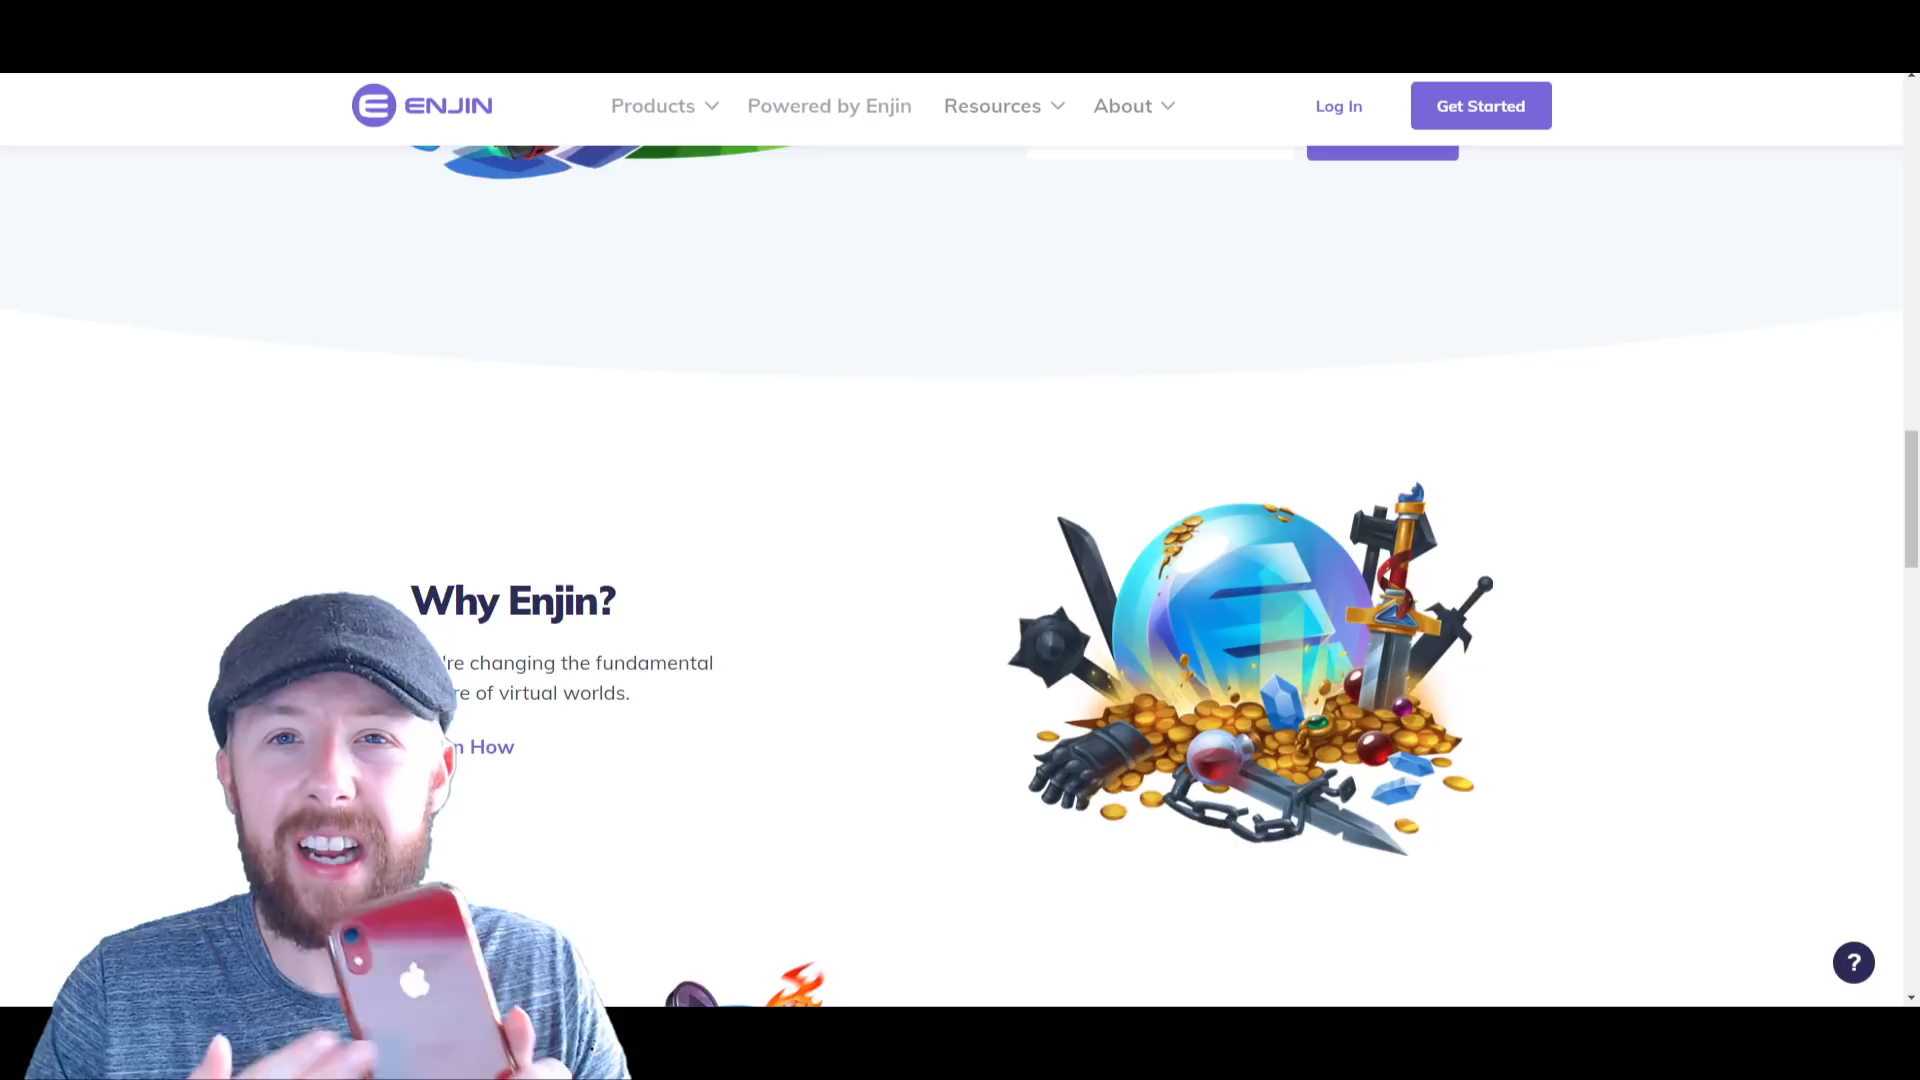 ENJIN
Products
Powered by Enjin
Resources
About
Log In
Get Started
Why Enjin?
're changing the fundamental
re of virtual worlds.
n How
?